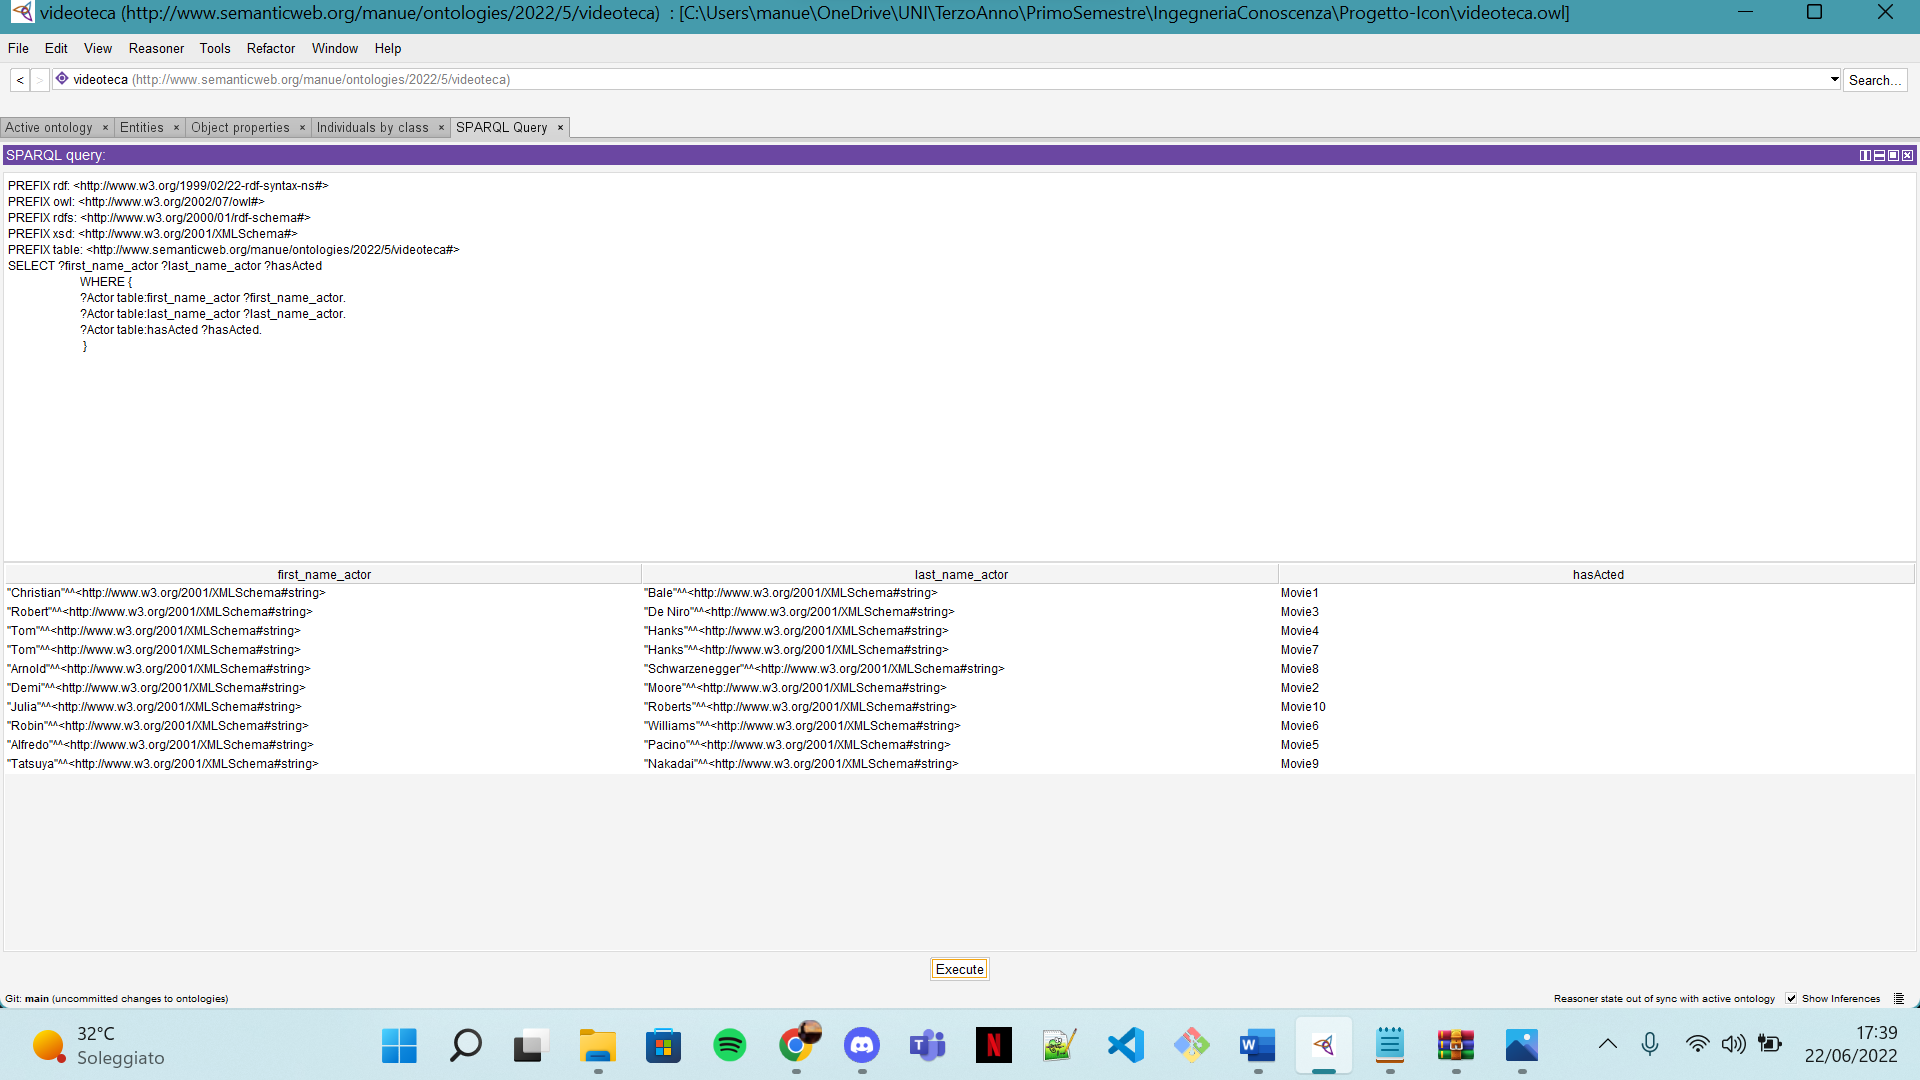 videoteca (http://www.semanticweb.org/manue/ontologies/2022/5/videoteca)  : [C:\Users\manue\OneDrive\UNI\TerzoAnno\PrimoSemestre\IngegneriaConoscenza\Progetto-Icon\videoteca.owl]
File Edit View Reasoner Tools Refactor Window Help
< > videoteca (http://www.semanticweb.org/manue/ontologies/2022/5/videoteca) Search...
Active ontology × Entities × Object properties × Individuals by class × SPARQL Query ×
SPARQL query:
PREFIX rdf: <http://www.w3.org/1999/02/22-rdf-syntax-ns#>
PREFIX owl: <http://www.w3.org/2002/07/owl#>
PREFIX rdfs: <http://www.w3.org/2000/01/rdf-schema#>
PREFIX xsd: <http://www.w3.org/2001/XMLSchema#>
PREFIX table: <http://www.semanticweb.org/manue/ontologies/2022/5/videoteca#>
SELECT ?first_name_actor ?last_name_actor ?hasActed
WHERE {
?Actor table:first_name_actor ?first_name_actor.
?Actor table:last_name_actor ?last_name_actor.
?Actor table:hasActed ?hasActed.
}
first_name_actor last_name_actor hasActed
"Christian"^^<http://www.w3.org/2001/XMLSchema#string> "Bale"^^<http://www.w3.org/2001/XMLSchema#string> Movie1
"Robert"^^<http://www.w3.org/2001/XMLSchema#string> "De Niro"^^<http://www.w3.org/2001/XMLSchema#string> Movie3
"Tom"^^<http://www.w3.org/2001/XMLSchema#string> "Hanks"^^<http://www.w3.org/2001/XMLSchema#string> Movie4
"Tom"^^<http://www.w3.org/2001/XMLSchema#string> "Hanks"^^<http://www.w3.org/2001/XMLSchema#string> Movie7
"Arnold"^^<http://www.w3.org/2001/XMLSchema#string> "Schwarzenegger"^^<http://www.w3.org/2001/XMLSchema#string> Movie8
"Demi"^^<http://www.w3.org/2001/XMLSchema#string> "Moore"^^<http://www.w3.org/2001/XMLSchema#string> Movie2
"Julia"^^<http://www.w3.org/2001/XMLSchema#string> "Roberts"^^<http://www.w3.org/2001/XMLSchema#string> Movie10
"Robin"^^<http://www.w3.org/2001/XMLSchema#string> "Williams"^^<http://www.w3.org/2001/XMLSchema#string> Movie6
"Alfredo"^^<http://www.w3.org/2001/XMLSchema#string> "Pacino"^^<http://www.w3.org/2001/XMLSchema#string> Movie5
"Tatsuya"^^<http://www.w3.org/2001/XMLSchema#string> "Nakadai"^^<http://www.w3.org/2001/XMLSchema#string> Movie9
Execute
Git: main (uncommitted changes to ontologies) Reasoner state out of sync with active ontology Show Inferences
32°C
Soleggiato
17:39
22/06/2022